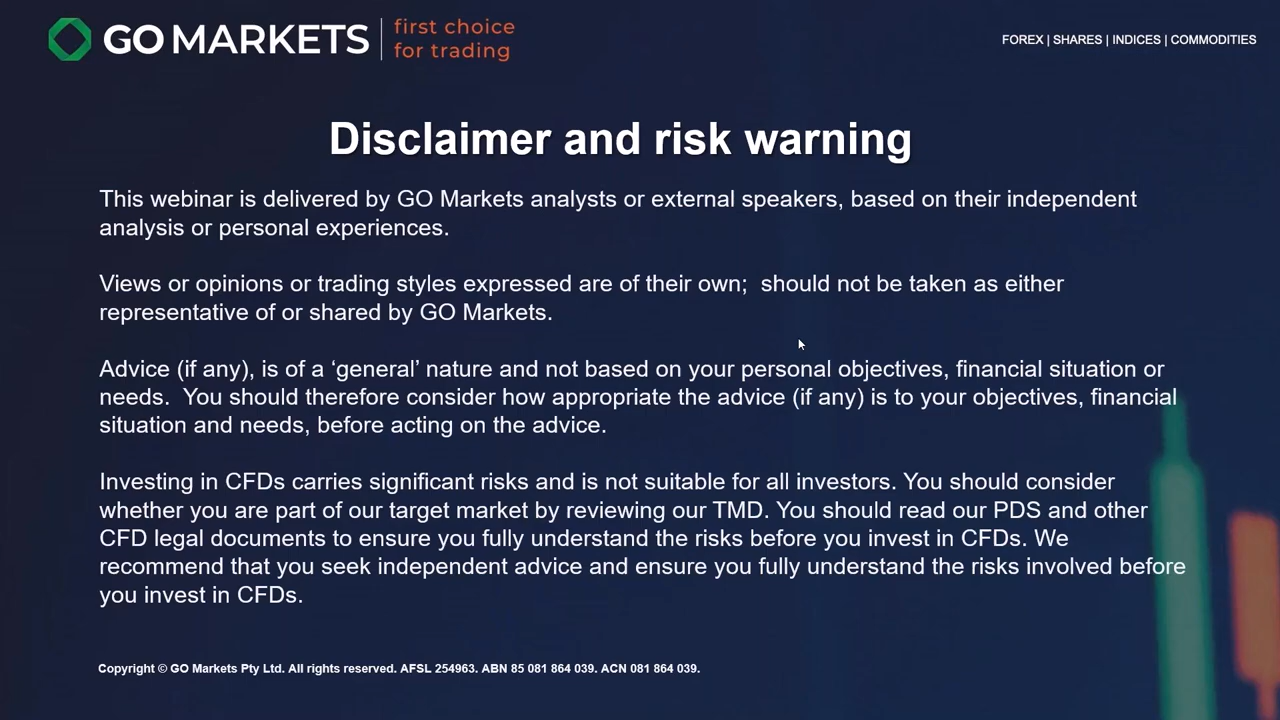 GO MARKETS
first choice
for trading
FOREX | SHARES | INDICES | COMMODITIES
Disclaimer and risk warning
This webinar is delivered by GO Markets analysts or external speakers, based on their independent
analysis or personal experiences.
Views or opinions or trading styles expressed are of their own;  should not be taken as either
representative of or shared by GO Markets.
Advice (if any), is of a ‘general’ nature and not based on your personal objectives, financial situation or
needs.  You should therefore consider how appropriate the advice (if any) is to your objectives, financial
situation and needs, before acting on the advice.
Investing in CFDs carries significant risks and is not suitable for all investors. You should consider
whether you are part of our target market by reviewing our TMD. You should read our PDS and other
CFD legal documents to ensure you fully understand the risks before you invest in CFDs. We
recommend that you seek independent advice and ensure you fully understand the risks involved before
you invest in CFDs.
Copyright © GO Markets Pty Ltd. All rights reserved. AFSL 254963. ABN 85 081 864 039. ACN 081 864 039.